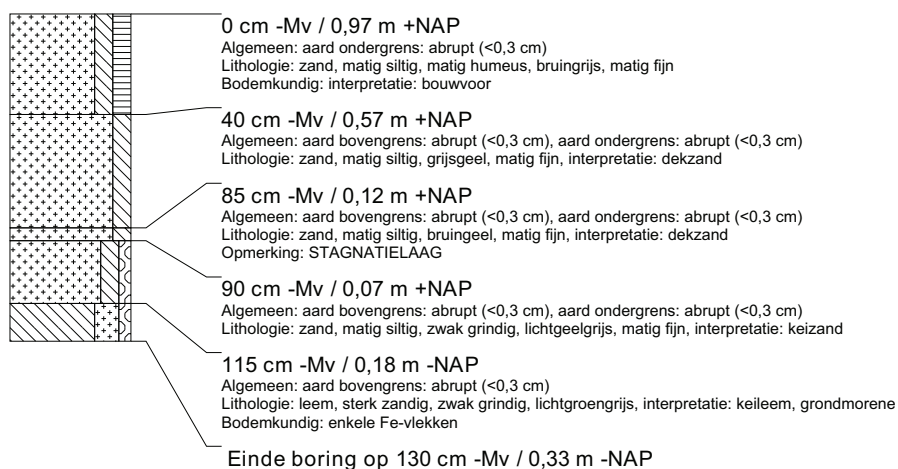 0 cm -Mv / 0,97 m +NAP
Algemeen: aard ondergrens: abrupt (<0,3 cm)
Lithologie: zand, matig siltig, matig humeus, bruingrijs, matig fijn
Bodemkundig: interpretatie: bouwvoor
40 cm -Mv / 0,57 m +NAP
Algemeen: aard bovengrens: abrupt (<0,3 cm), aard ondergrens: abrupt (<0,3 cm)
Lithologie: zand, matig siltig, grijsgeel, matig fijn, interpretatie: dekzand
85 cm -Mv / 0,12 m +NAP
Algemeen: aard bovengrens: abrupt (<0,3 cm), aard ondergrens: abrupt (<0,3 cm)
Lithologie: zand, matig siltig, bruingeel, matig fijn, interpretatie: dekzand
Opmerking: STAGNATIELAAG
90 cm -Mv / 0,07 m +NAP
Algemeen: aard bovengrens: abrupt (<0,3 cm), aard ondergrens: abrupt (<0,3 cm)
Lithologie: zand, matig siltig, zwak grindig, lichtgeelgrijs, matig fijn, interpretatie: keizand
115 cm -Mv / 0,18 m -NAP
Algemeen: aard bovengrens: abrupt (<0,3 cm)
Lithologie: leem, sterk zandig, zwak grindig, lichtgroengrijs, interpretatie: keileem, grondmorene
Bodemkundig: enkele Fe-vlekken
Einde boring op 130 cm -Mv / 0,33 m -NAP